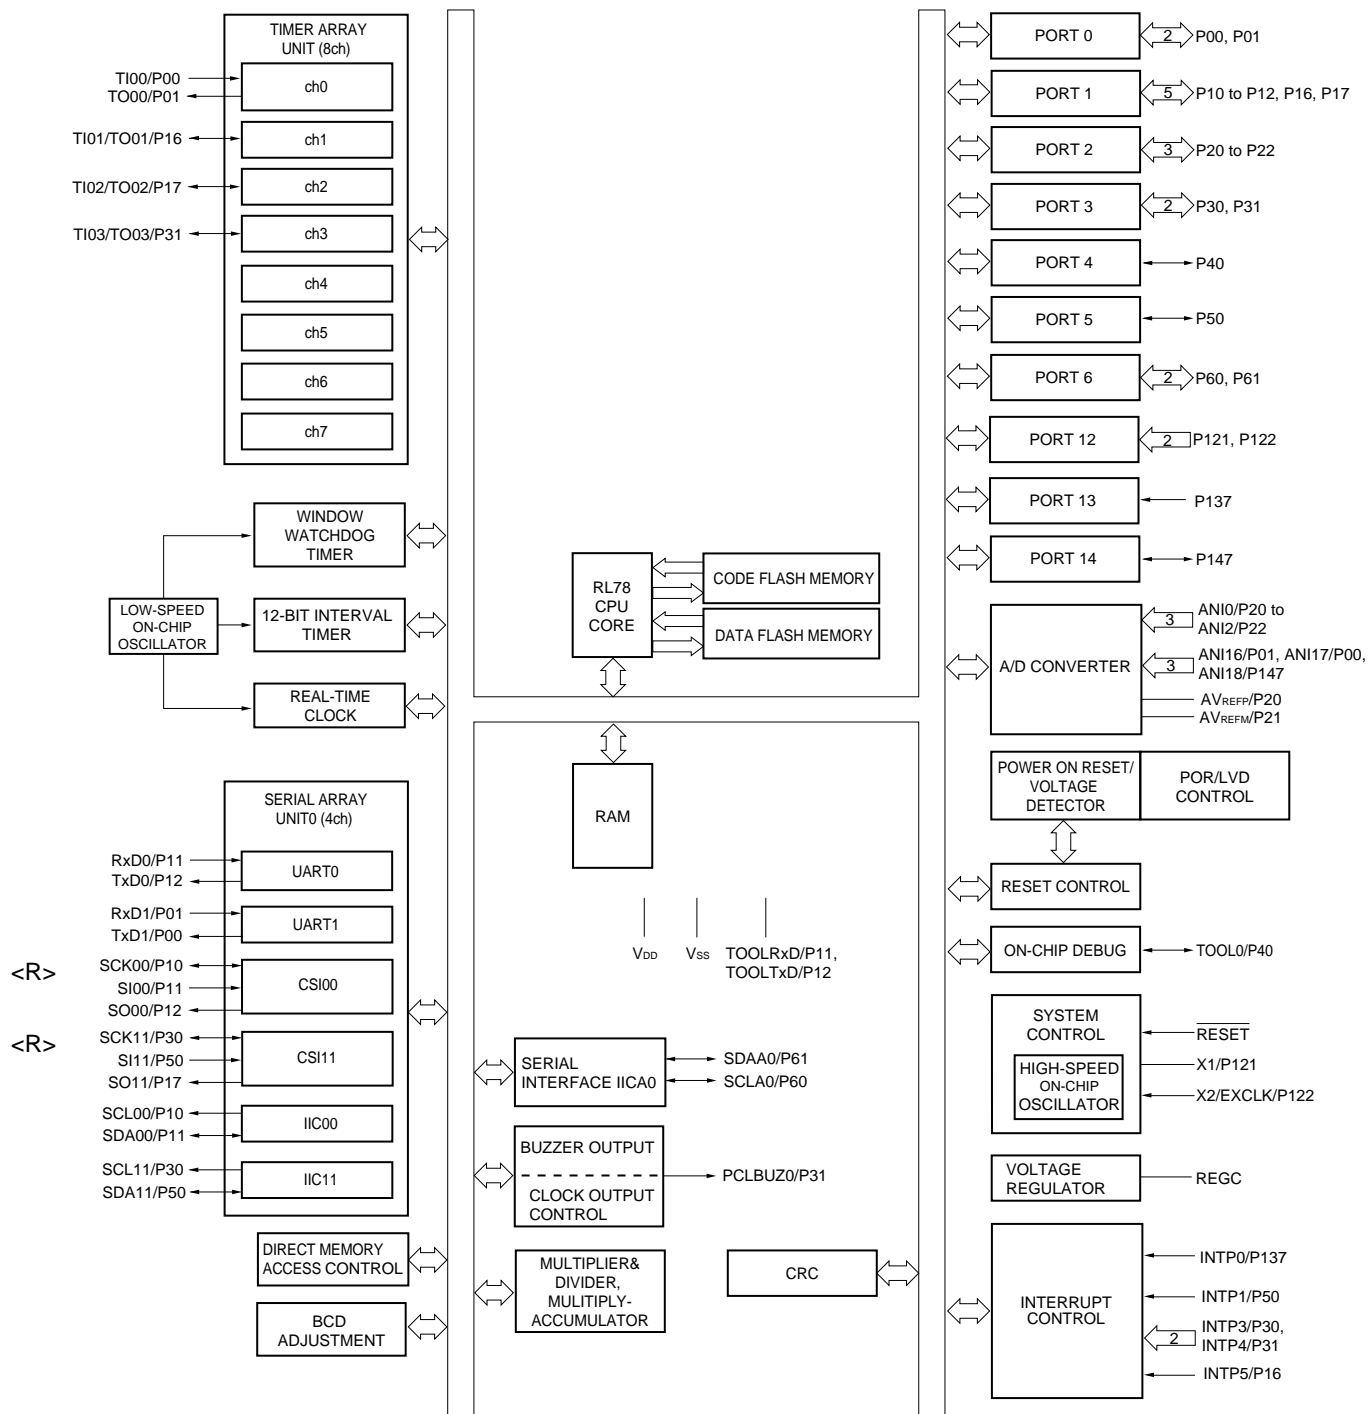 TIMER ARRAY
UNIT (8ch)
TI00/P00
TO00/P01
ch0
TI01/TO01/P16
ch1
TI02/TO02/P17
ch2
TI03/TO03/P31
ch3
ch4
ch5
ch6
ch7
WINDOW
WATCHDOG
TIMER
LOW-SPEED
ON-CHIP
OSCILLATOR
12-BIT INTERVAL
TIMER
REAL-TIME
CLOCK
SERIAL ARRAY
UNIT0 (4ch)
RxD0/P11
TxD0/P12
UART0
RxD1/P01
TxD1/P00
UART1
<R>
SCK00/P10
SI00/P11
SO00/P12
CSI00
<R>
SCK11/P30
SI11/P50
SO11/P17
CSI11
SCL00/P10
SDA00/P11
IIC00
SCL11/P30
SDA11/P50
IIC11
DIRECT MEMORY
ACCESS CONTROL
BCD
ADJUSTMENT
RL78
CPU
CORE
CODE FLASH MEMORY
DATA FLASH MEMORY
RAM
VDD
VSS
TOOLRxD/P11,
TOOLTxD/P12
SERIAL
INTERFACE IICA0
SDAA0/P61
SCLA0/P60
BUZZER OUTPUT
CLOCK OUTPUT
CONTROL
PCLBUZ0/P31
MULTIPLIER&
DIVIDER,
MULITIPLY-
ACCUMULATOR
CRC
PORT 0
2
P00, P01
PORT 1
5
P10 to P12, P16, P17
PORT 2
3
P20 to P22
PORT 3
2
P30, P31
PORT 4
P40
PORT 5
P50
PORT 6
2
P60, P61
PORT 12
2
P121, P122
PORT 13
P137
PORT 14
P147
A/D CONVERTER
3
ANI0/P20 to
ANI2/P22
3
ANI16/P01, ANI17/P00,
ANI18/P147
AVREFP/P20
AVREFM/P21
POWER ON RESET/
VOLTAGE
DETECTOR
POR/LVD
CONTROL
RESET CONTROL
ON-CHIP DEBUG
TOOL0/P40
SYSTEM
CONTROL
HIGH-SPEED
ON-CHIP
OSCILLATOR
RESET
X1/P121
X2/EXCLK/P122
VOLTAGE
REGULATOR
REGC
INTERRUPT
CONTROL
INTP0/P137
INTP1/P50
2
INTP3/P30,
INTP4/P31
INTP5/P16